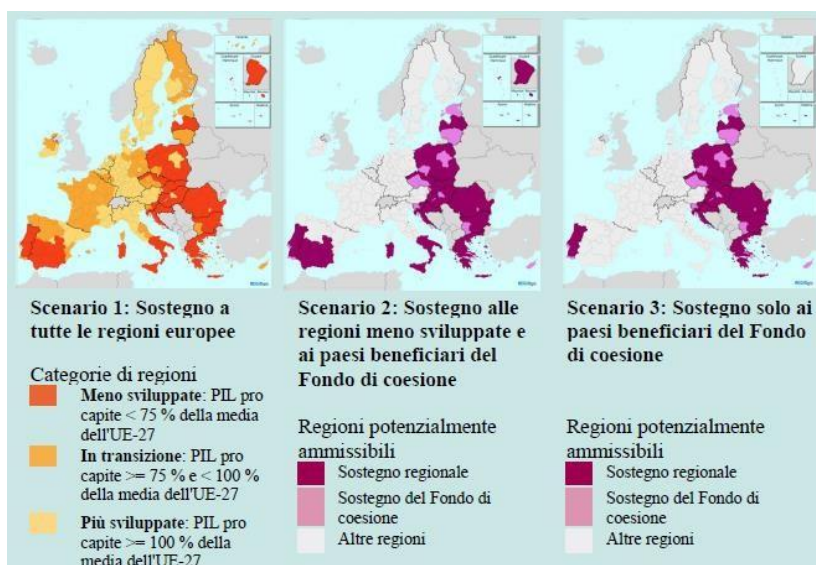 Scenario 1: Sostegno a
tutte le regioni europee
Categorie di regioni
Meno sviluppate: PIL pro
capite < 75 % della media
dell'UE-27
In transizione: PIL pro
capite >= 75 % e < 100 %
della media dell'UE-27
Più sviluppate: PIL pro
capite >= 100 % della
media dell'UE-27
Scenario 2: Sostegno alle
regioni meno sviluppate e
ai paesi beneficiari del
Fondo di coesione
Regioni potenzialmente
ammissibili
Sostegno regionale
Sostegno del Fondo di
coesione
Altre regioni
Scenario 3: Sostegno solo ai
paesi beneficiari del Fondo
di coesione
Regioni potenzialmente
ammissibili
Sostegno regionale
Sostegno del Fondo di
coesione
Altre regioni